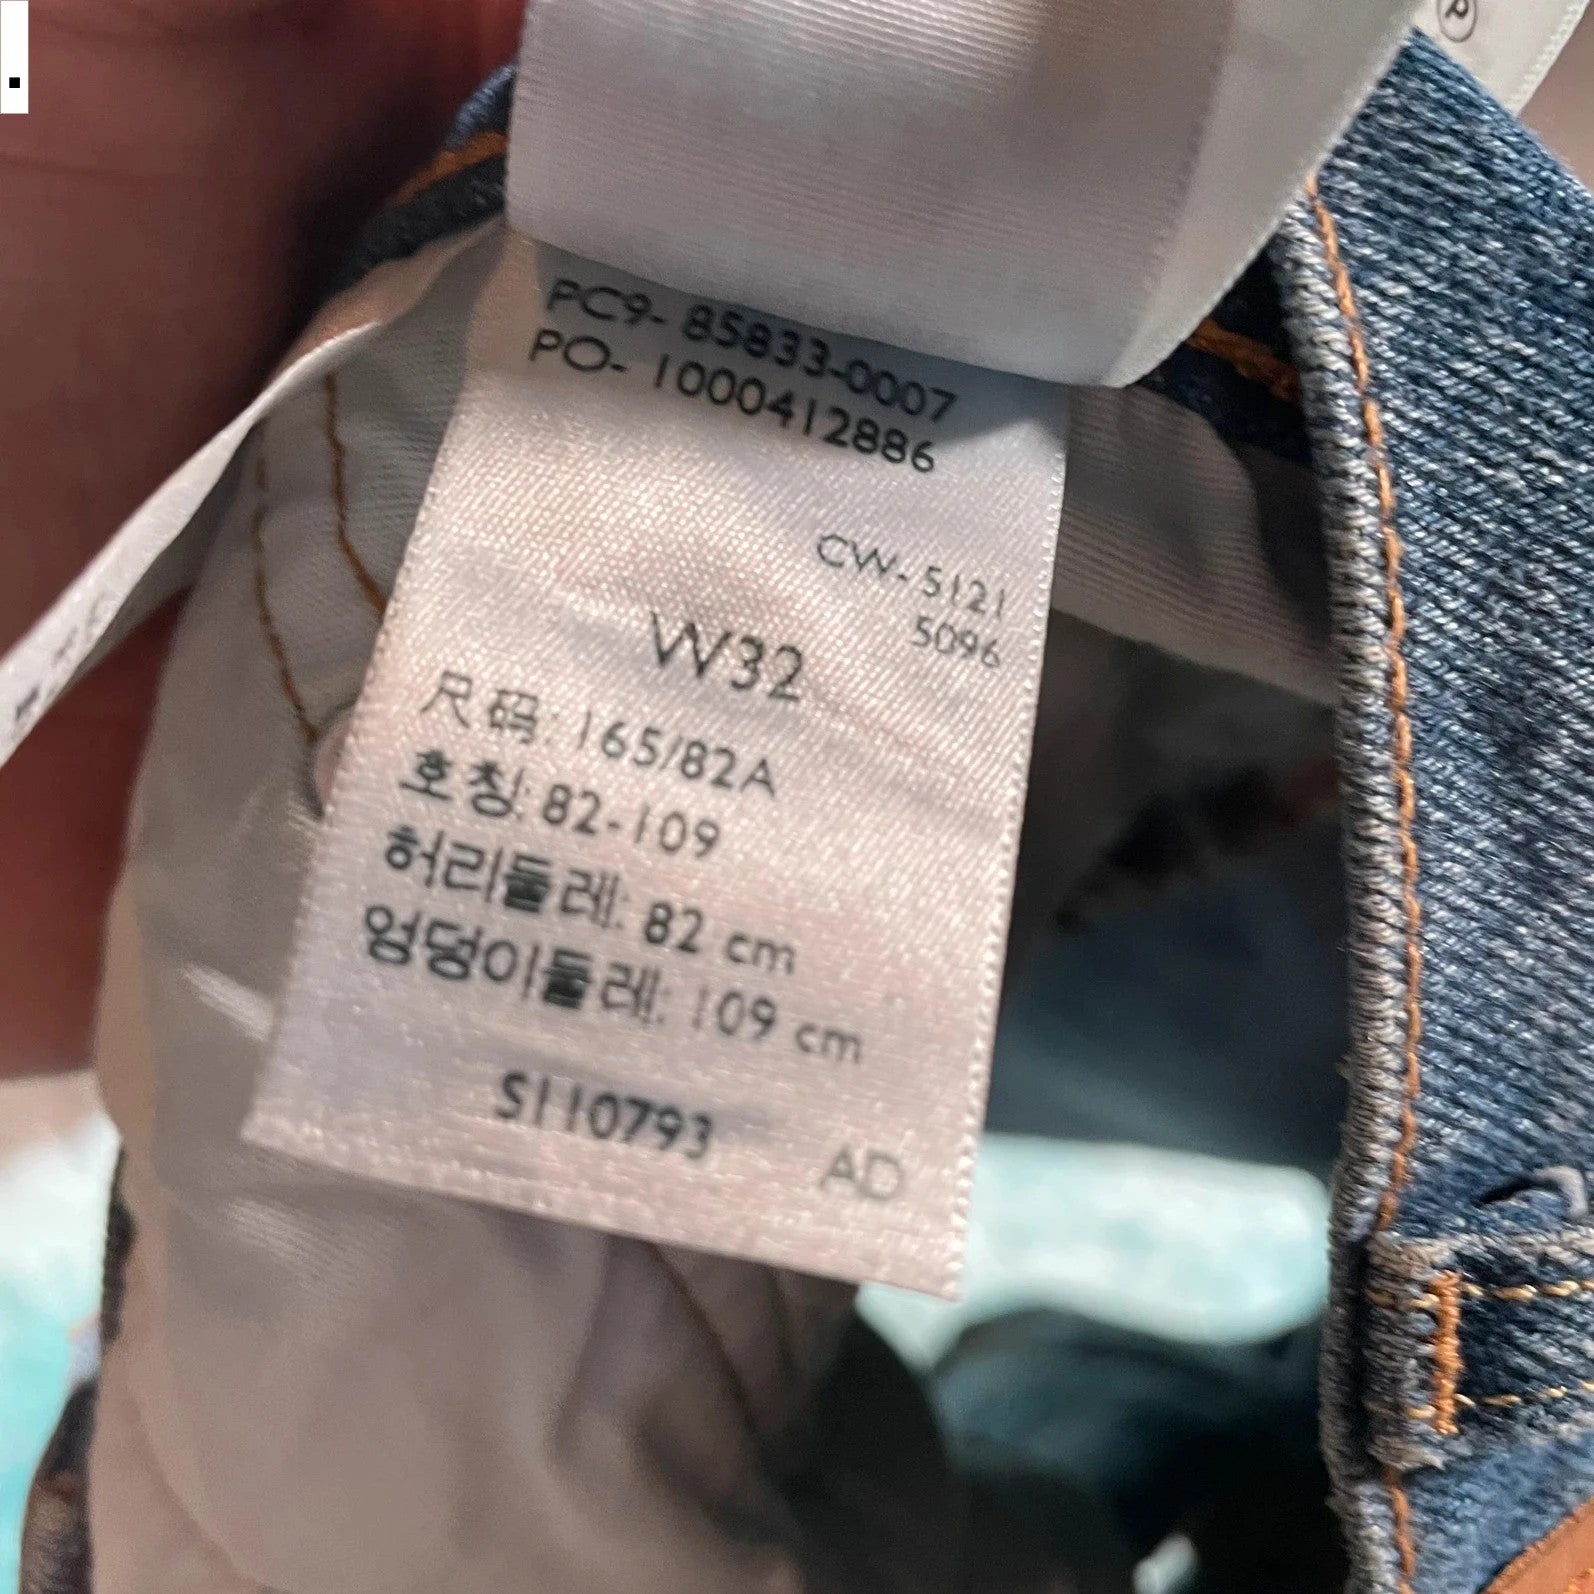 PC9- 85833-0007
PO- 1000412886
CW- 5121
5096
W32
尺码: 165/82A
호칭: 82-109
허리둘레: 82 cm
엉덩이둘레: 109 cm
S110793
AD